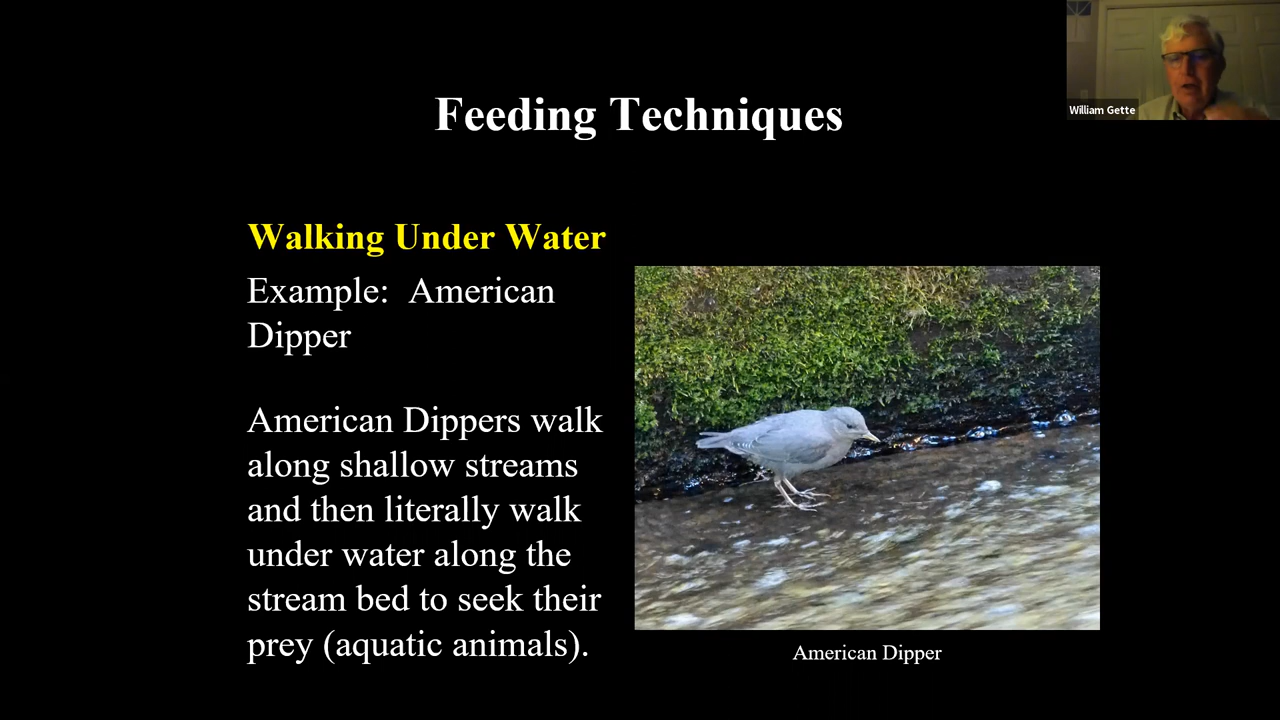 William Gette
Feeding Techniques
Walking Under Water
Example:  American
Dipper
American Dippers walk
along shallow streams
and then literally walk
under water along the
stream bed to seek their
prey (aquatic animals).
American Dipper